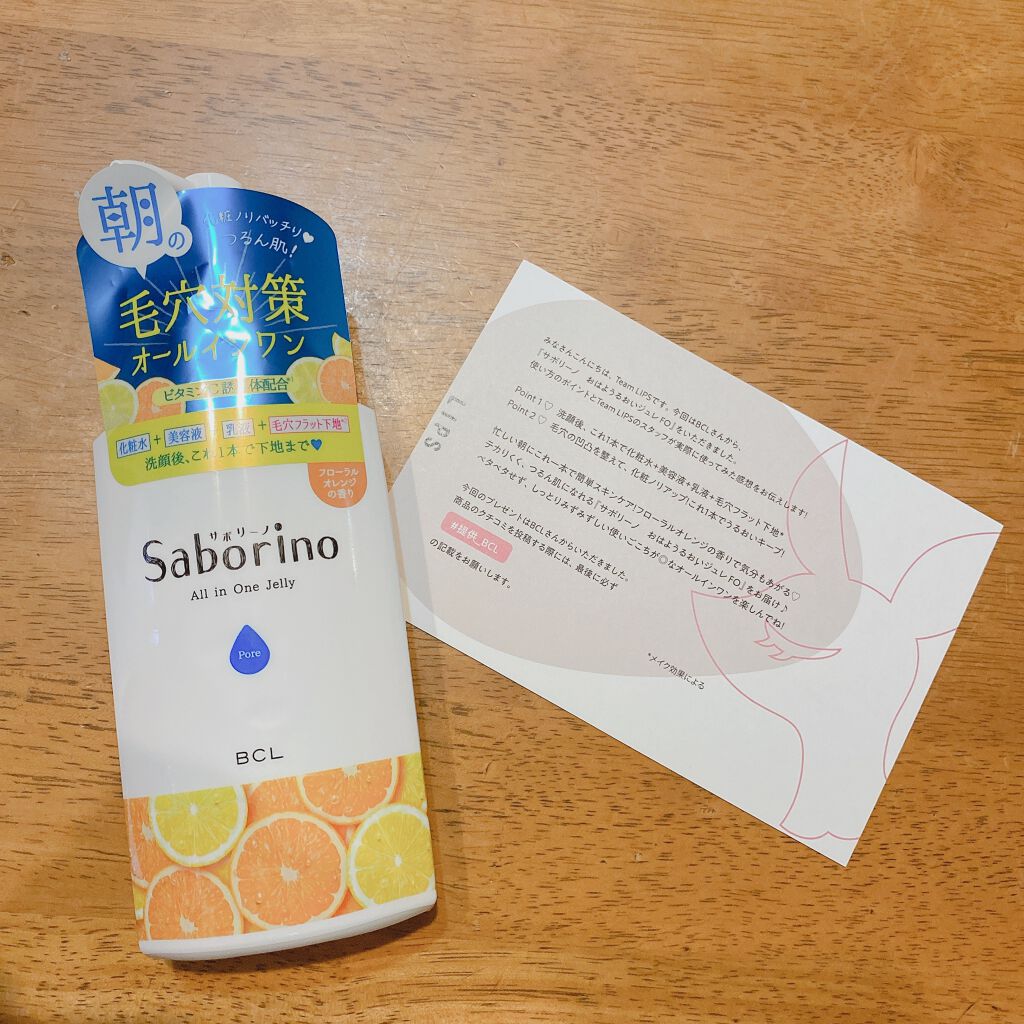 朝の
化粧ノリバッチリ♥
つるん肌!
毛穴対策
オールインワン
ビタミンC誘 体配合
化粧水+美容液+乳液+毛穴フラット下地*
洗顔後、これ1本で下地まで♥
フローラル
オレンジ
の香り
サボリーノ
Saborino
All in One Jelly
Pore
BCL
みなさんこんにちは、Team LIPSです。今回はBCLさんから、
『サボリーノ おはようるおいジュレ FO』をいただきました。
使い方のポイントとTeam LIPSのスタッフが実際に使ってみた感想をお伝えします!
Point 1 ♡ 洗顔後、これ1本で化粧水+美容液+乳液+毛穴フラット下地*
Point 2 ♡ 毛穴の凹凸を整えて、化粧ノリアップ!これ1本でうるおいキープ!
忙しい朝にこれ一本で簡単スキンケア!フローラルオレンジの香りで気分もあがる♡
テカりにくく、つるん肌になれる『サボリーノ おはようるおいジュレ FO』をお届け♪
ベタベタせず、しっとりみずみずしい使いごこちが◎なオールインワンを楽しんでね!
今回のプレゼントはBCLさんからいただきました。
商品のクチコミを投稿する際には、最後に必ず
#提供_BCL
の記載をお願いします。
*メイク効果による